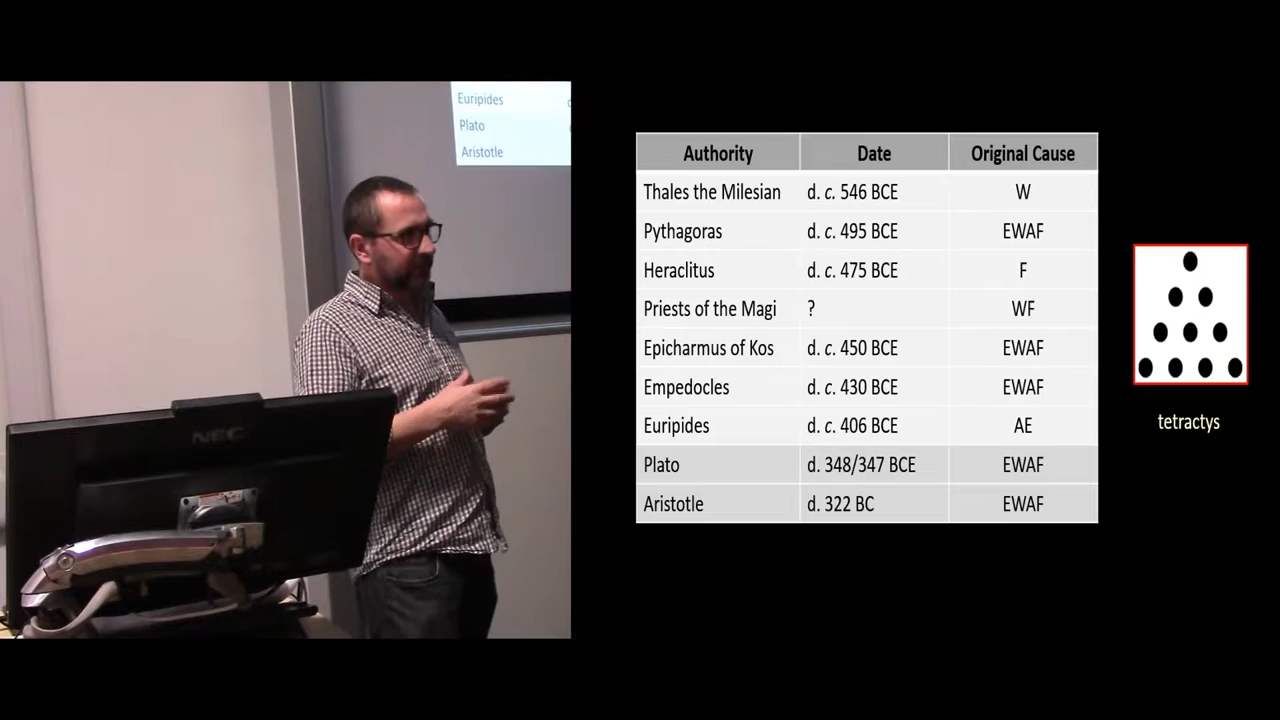 Euripides
Plato
Aristotle
NEC
Authority Date Original Cause
Thales the Milesian d. c. 546 BCE W
Pythagoras d. c. 495 BCE EWAF
Heraclitus d. c. 475 BCE F
Priests of the Magi ? WF
Epicharmus of Kos d. c. 450 BCE EWAF
Empedocles d. c. 430 BCE EWAF
Euripides d. c. 406 BCE AE
Plato d. 348/347 BCE EWAF
Aristotle d. 322 BC EWAF
tetractys